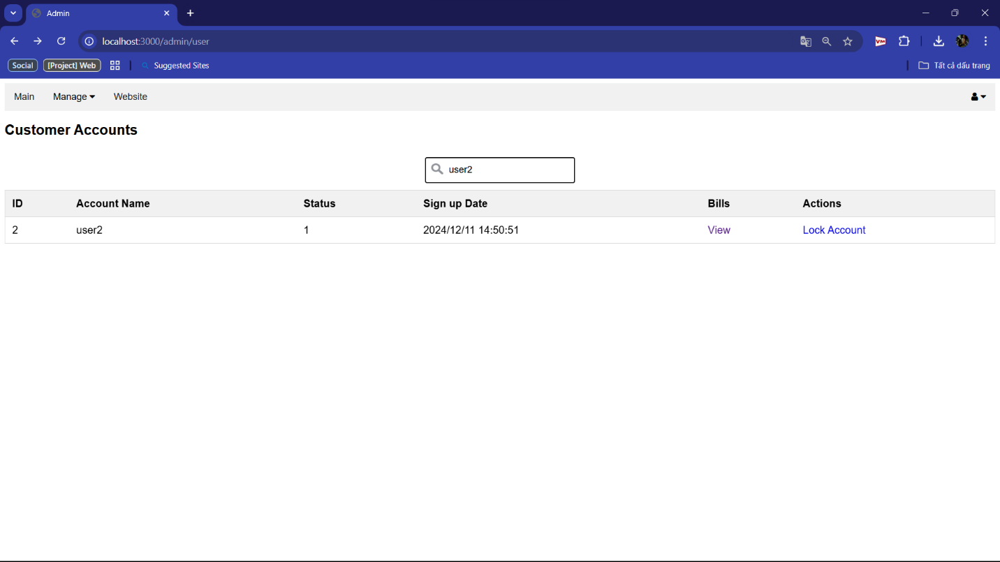 Admin
localhost:3000/admin/user
VM
Social [Project] Web Suggested Sites Tất cả dấu trang
Main Manage Website
Customer Accounts
user2
ID Account Name Status Sign up Date Bills Actions
2 user2 1 2024/12/11 14:50:51 View Lock Account